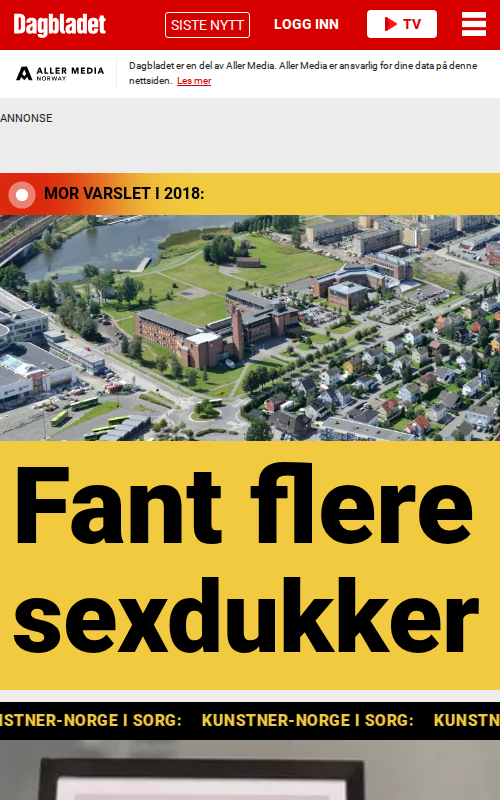 Dagbladet
SISTE NYTT
LOGG INN
TV
ALLER MEDIA
NORWAY
Dagbladet er en del av Aller Media. Aller Media er ansvarlig for dine data på denne
nettsiden. Les mer
ANNONSE
MOR VARSLET I 2018:
Fant flere
sexdukker
ISTNER-NORGE I SORG: KUNSTNER-NORGE I SORG: KUNSTN